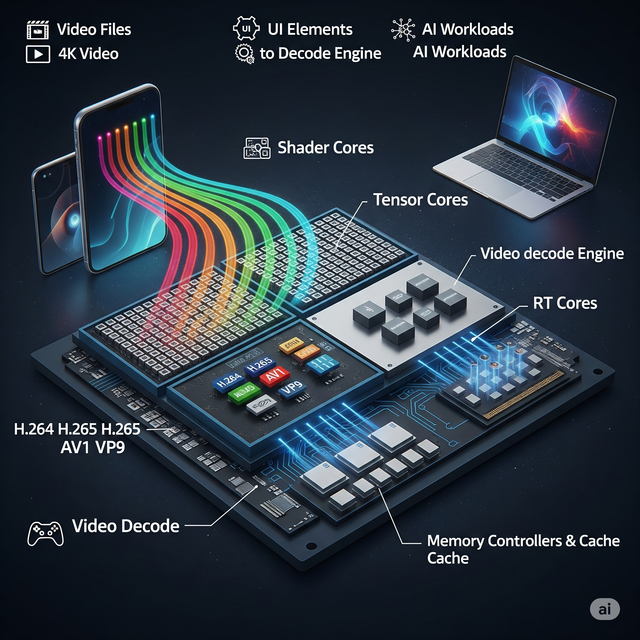 Video Files
UI
UI Elements
AI Workloads
4K Video
to Decode Engine
AI Workloads
Shader Cores
Tensor Cores
Video decode Engine
RT Cores
H.264
H.265
AV1
VP9
H.264 H.265 H.265
AV1 VP9
Video Decode
Memory Controllers & Cache
Cache
ai